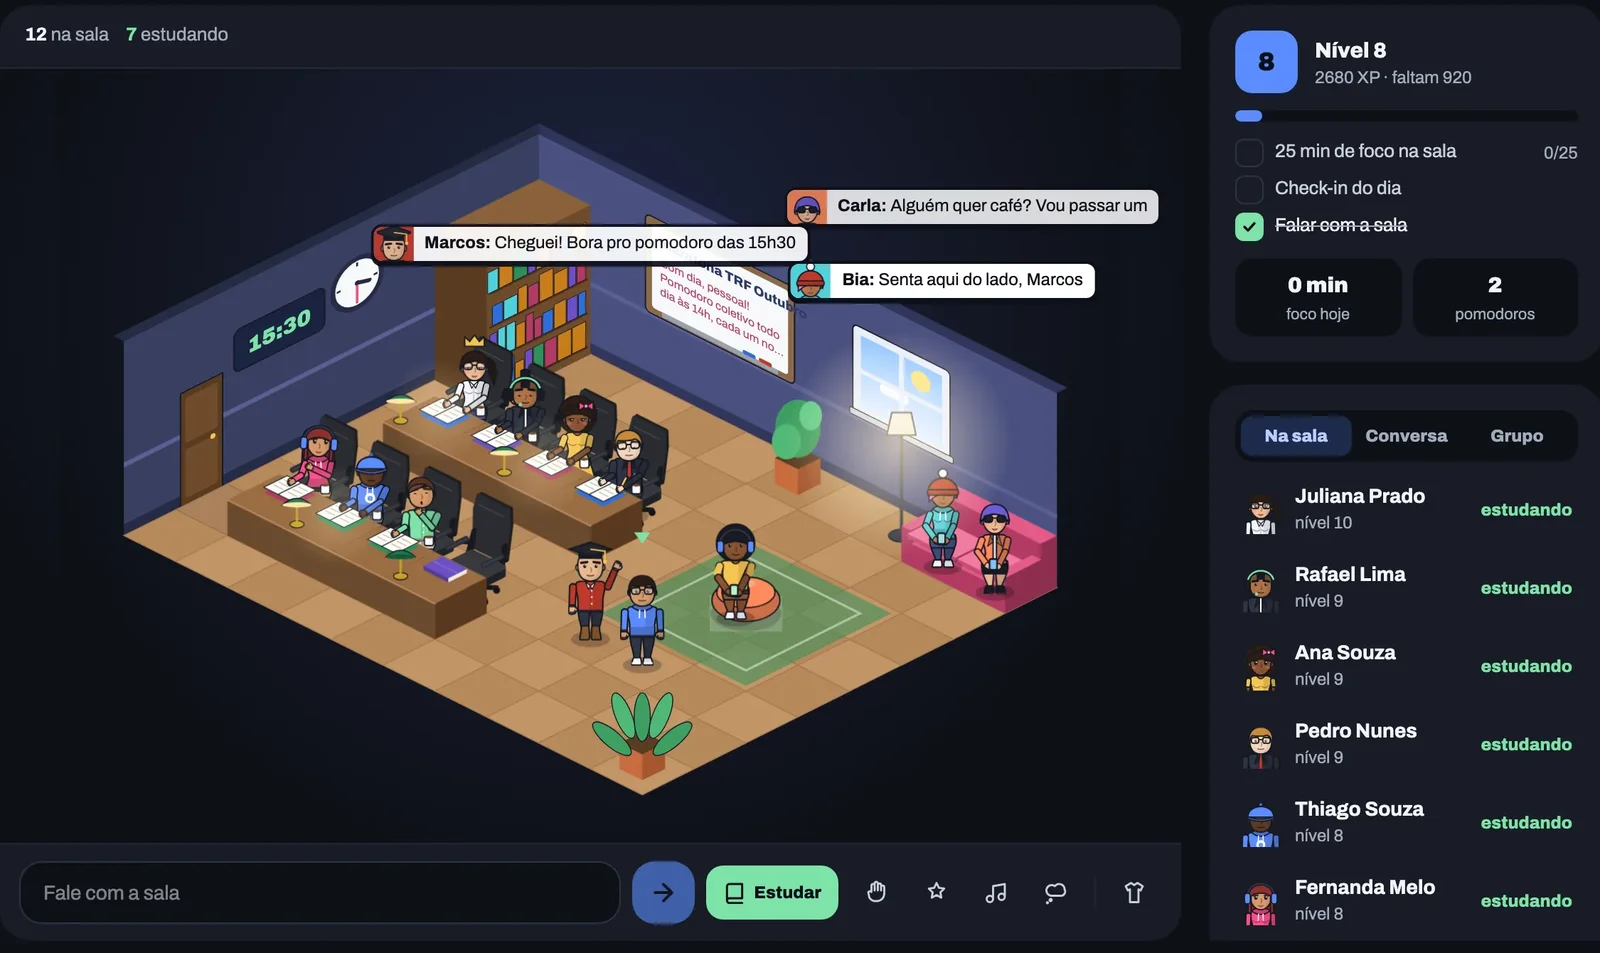 12 na sala 7 estudando
Carla: Alguém quer café? Vou passar um
Marcos: Cheguei! Bora pro pomodoro das 15h30
Bia: Senta aqui do lado, Marcos
TRF Outubro
dia, pessoal!
Pomodoro coletivo todo
dia às 14h, cada um no...
15:30
Fale com a sala
Estudar
8
Nível 8
2680 XP · faltam 920
25 min de foco na sala 0/25
Check-in do dia
Falar com a sala
0 min
foco hoje
2
pomodoros
Na sala Conversa Grupo
Juliana Prado
nível 10
estudando
Rafael Lima
nível 9
estudando
Ana Souza
nível 9
estudando
Pedro Nunes
nível 9
estudando
Thiago Souza
nível 8
estudando
Fernanda Melo
nível 8
estudando